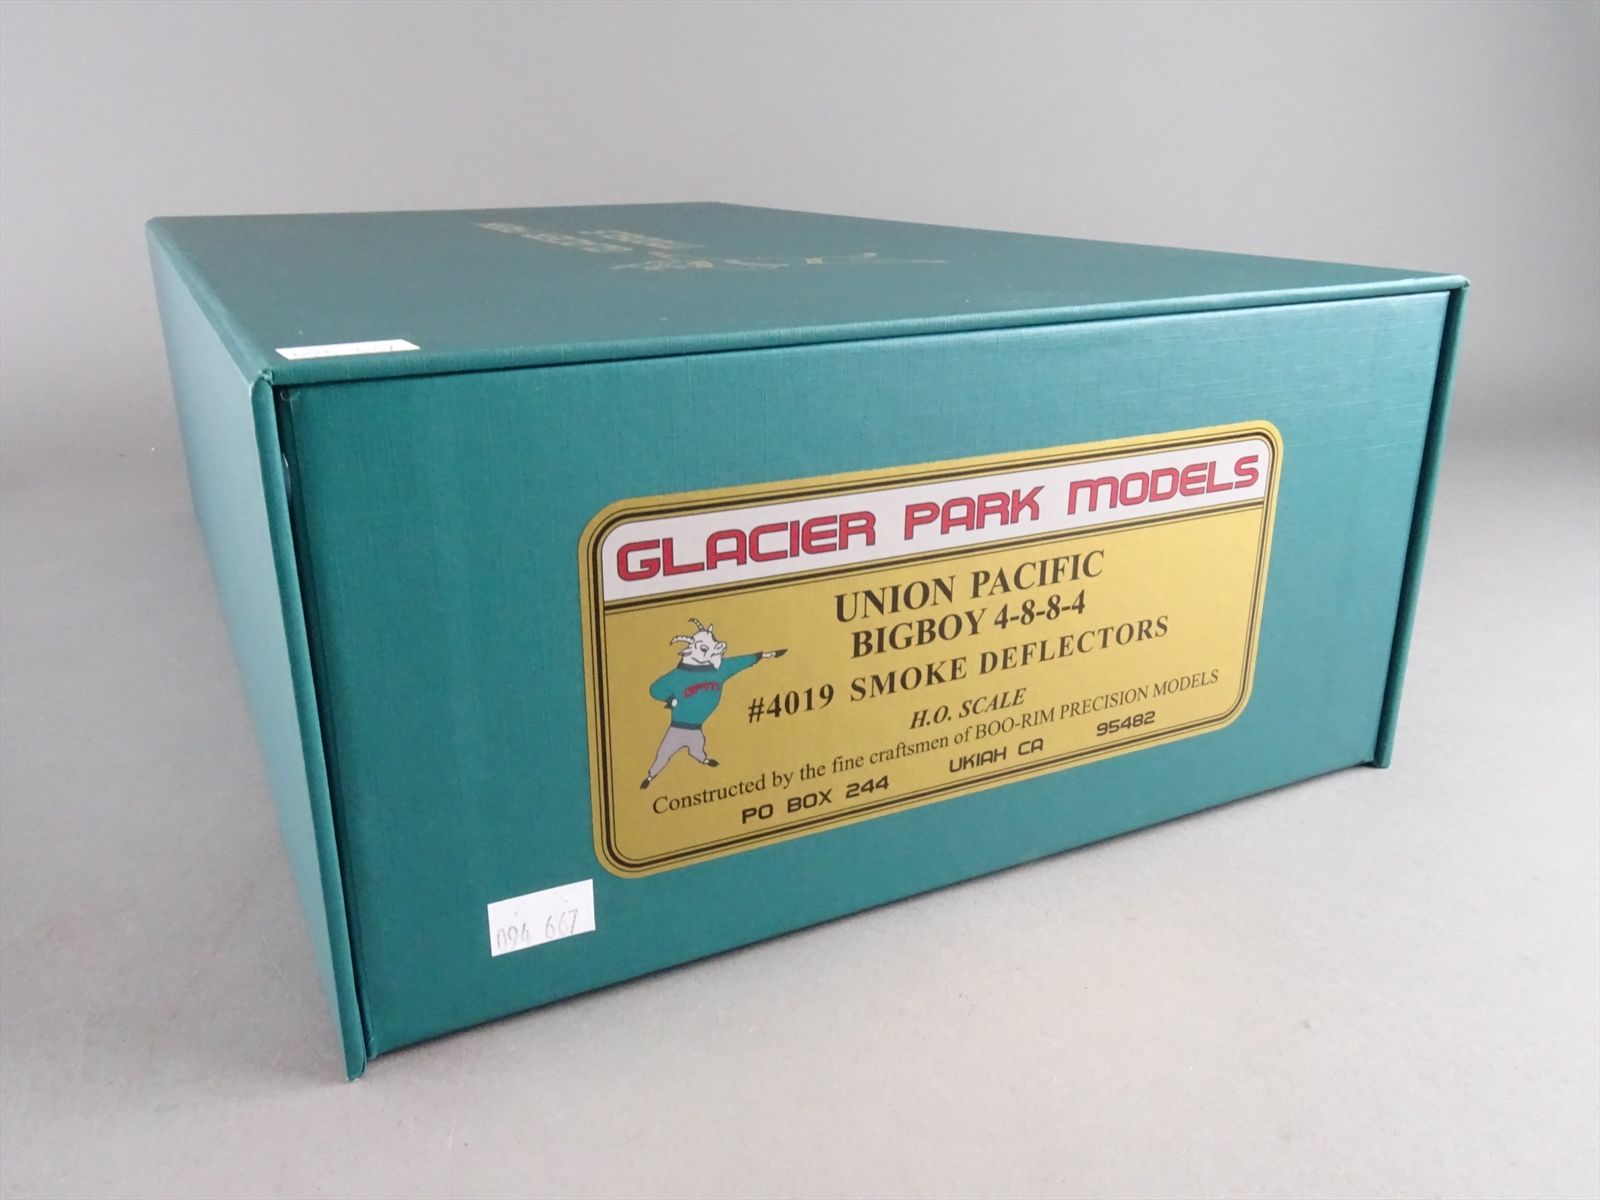 GLACIER PARK MODELS
UNION PACIFIC
BIGBOY 4-8-8-4
#4019 SMOKE DEFLECTORS
H.O. SCALE
Constructed by the fine craftsmen of BOO-RIM PRECISION MODELS
PO BOX 244 UKIAH CA 95482
094 667